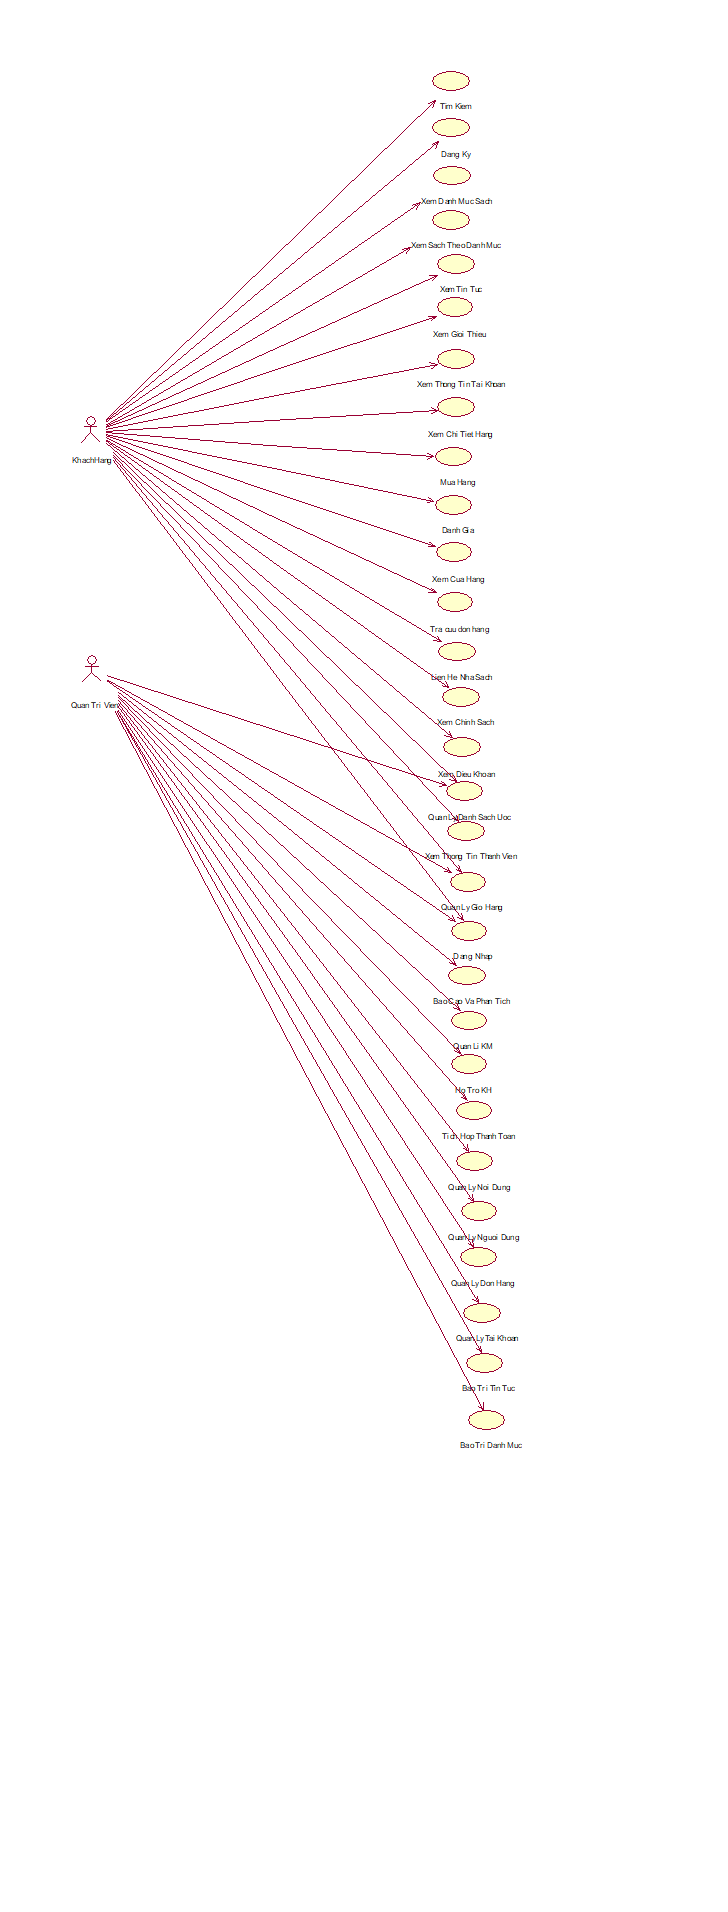 Tim Kiem
Dang Ky
Xem Danh Muc Sach
Xem Sach Theo Danh Muc
Xem Tin Tuc
Xem Gioi Thieu
Xem Thong Tin Tai Khoan
Xem Chi Tiet Hang
KhachHang
Mua Hang
Danh Gia
Xem Cua Hang
Tra cuu don hang
Lien He Nha Sach
Quan Tri Vien
Xem Chinh Sach
Xem Dieu Khoan
Quan Ly Danh Sach Uoc
Xem Thong Tin Thanh Vien
Quan Ly Gio Hang
Dang Nhap
Bao Cao Va Phan Tich
Quan Li KM
Ho Tro KH
Tich Hop Thanh Toan
Quan Ly Noi Dung
Quan Ly Nguoi Dung
Quan Ly Don Hang
Quan Ly Tai Khoan
Bao Tri Tin Tuc
Bao Tri Danh Muc